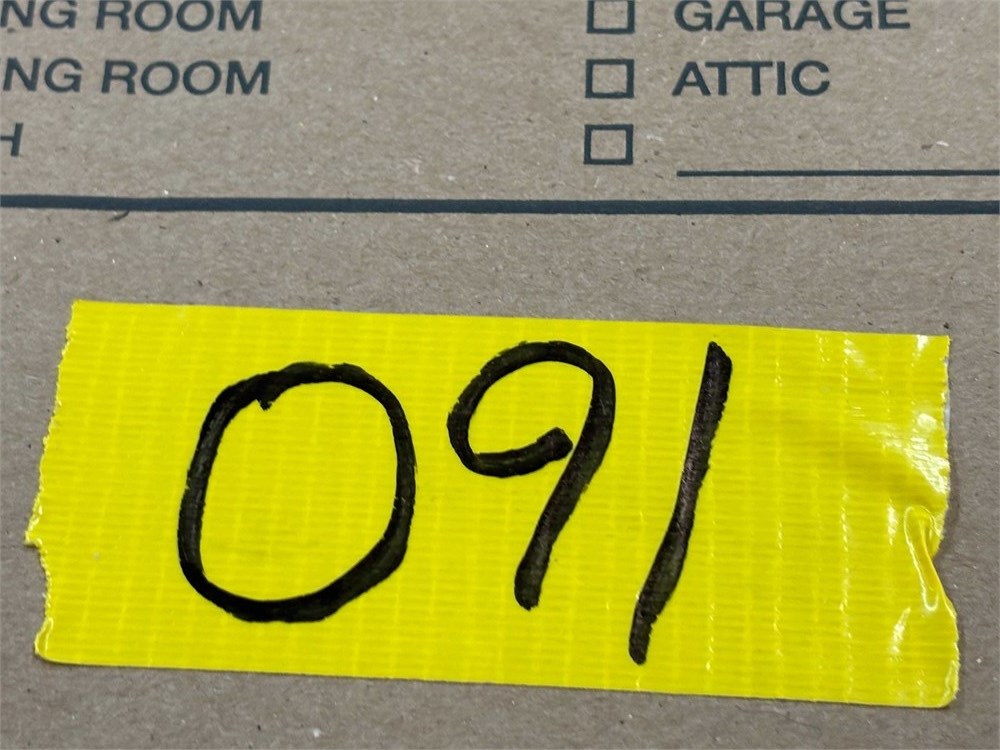 NG ROOM ☐ GARAGE
NG ROOM ☐ ATTIC
H ☐
091